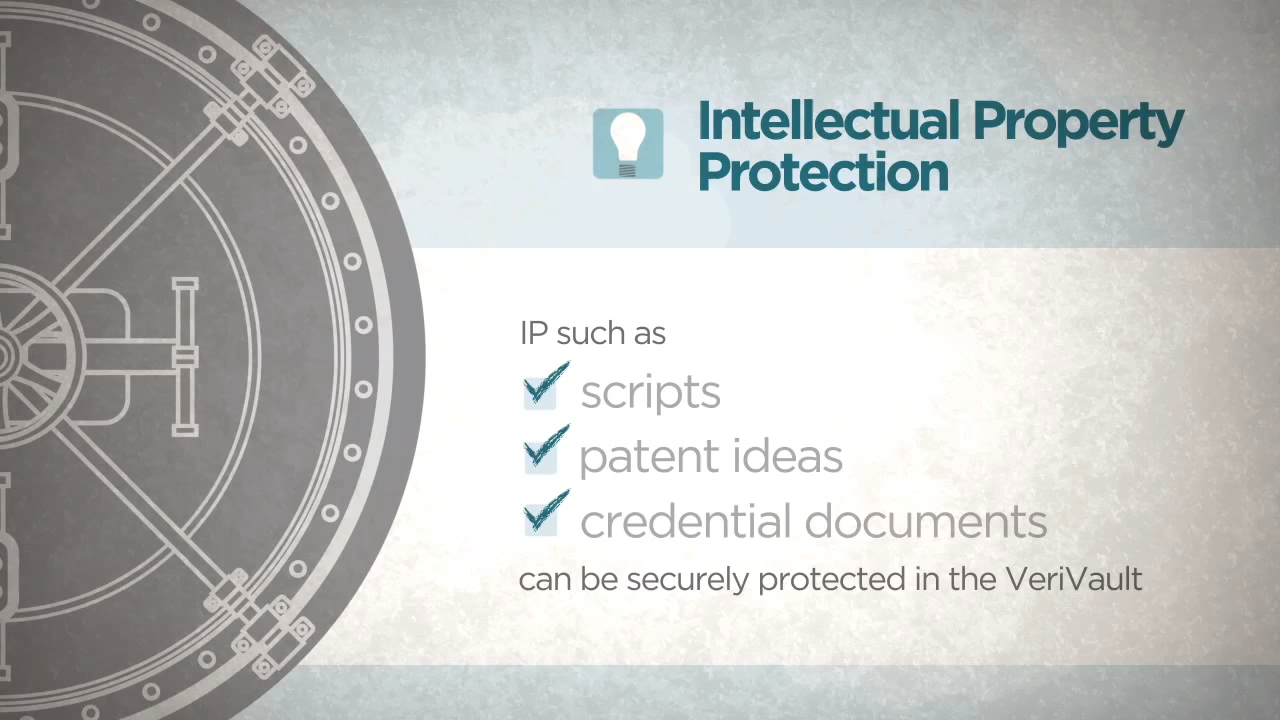 Intellectual Property
Protection
IP such as
scripts
patent ideas
credential documents
can be securely protected in the VeriVault